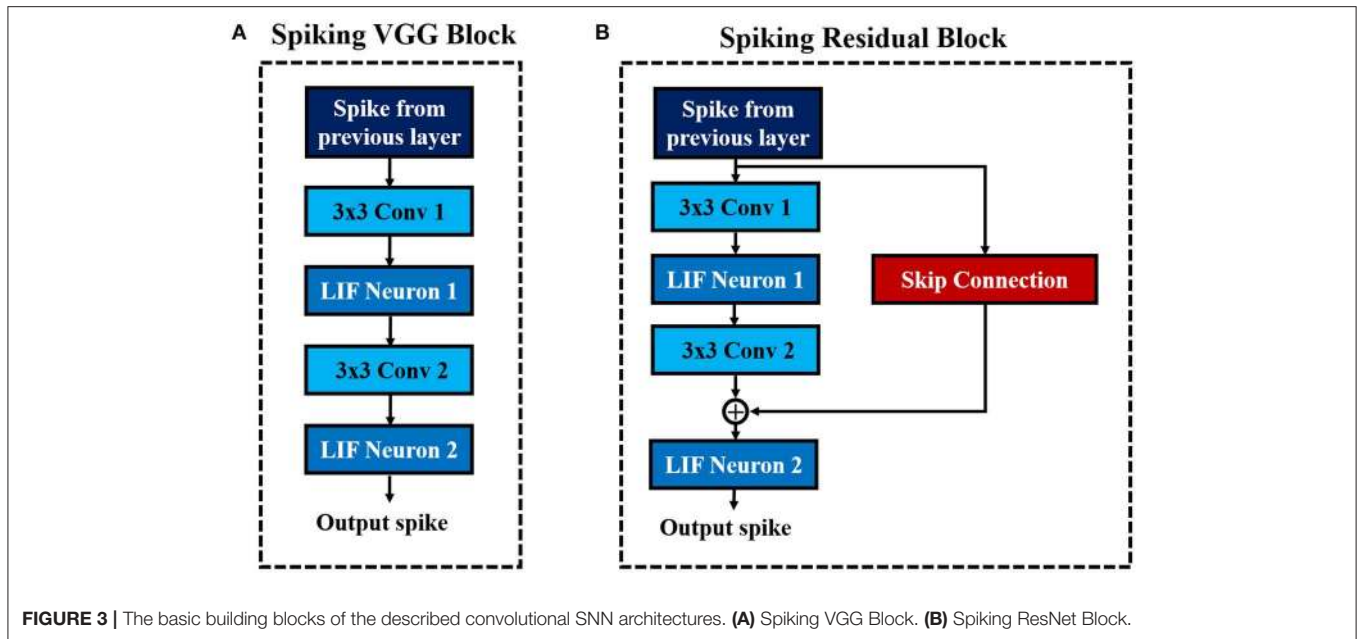 A Spiking VGG Block
Spike from
previous layer
3x3 Conv 1
LIF Neuron 1
3x3 Conv 2
LIF Neuron 2
Output spike
B Spiking Residual Block
Spike from
previous layer
3x3 Conv 1
LIF Neuron 1
Skip Connection
3x3 Conv 2
+
LIF Neuron 2
Output spike
FIGURE 3 | The basic building blocks of the described convolutional SNN architectures. (A) Spiking VGG Block. (B) Spiking ResNet Block.